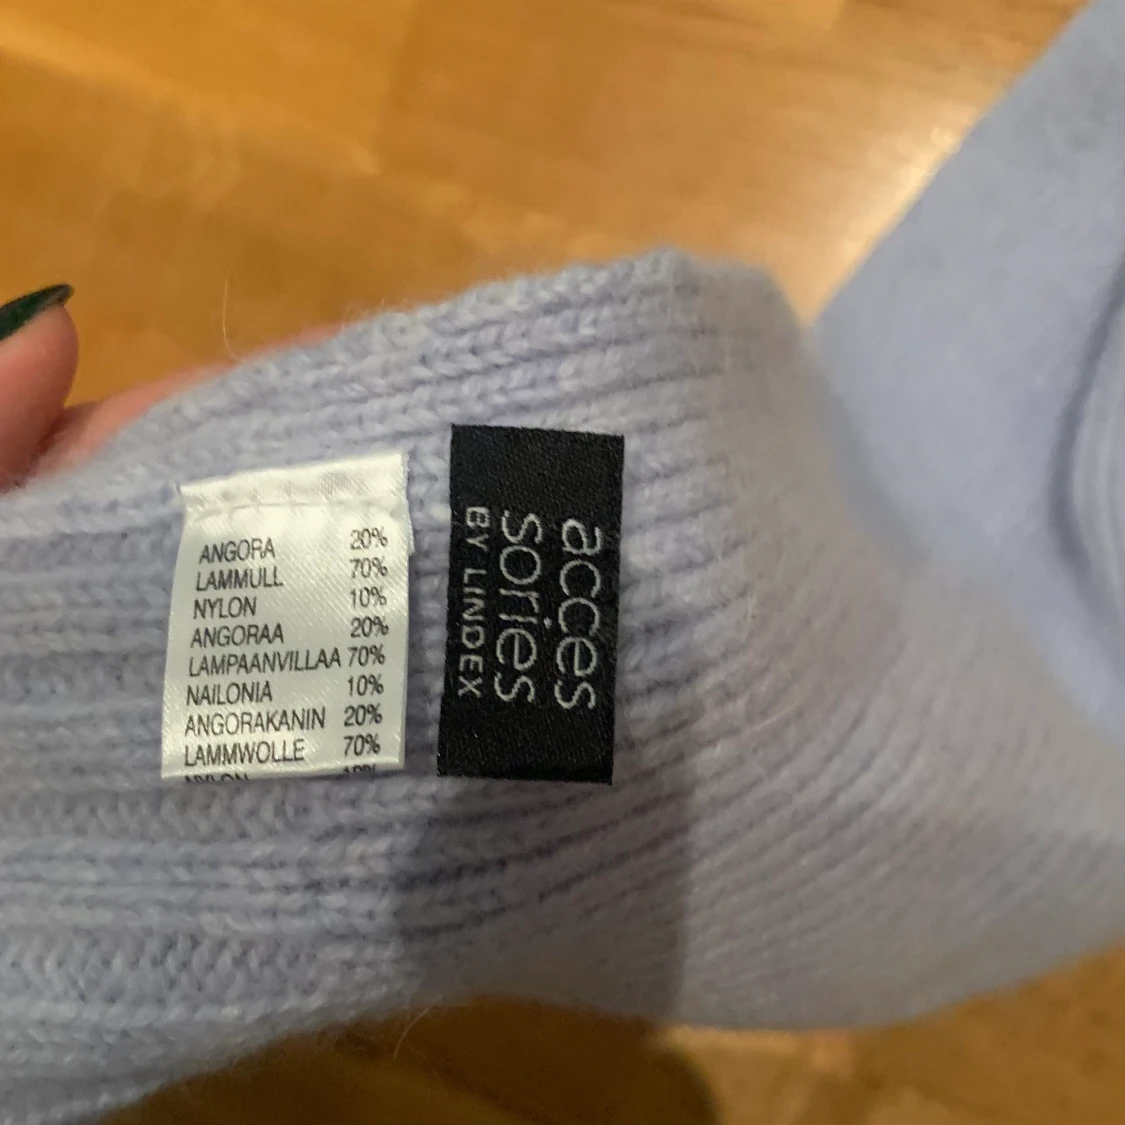 ANGORA 20%
LAMMULL 70%
NYLON 10%
ANGORAA 20%
LAMPAANVILLAA 70%
NAILONIA 10%
ANGORAKANIN 20%
LAMMWOLLE 70%
acces
sories
BY LINDEX